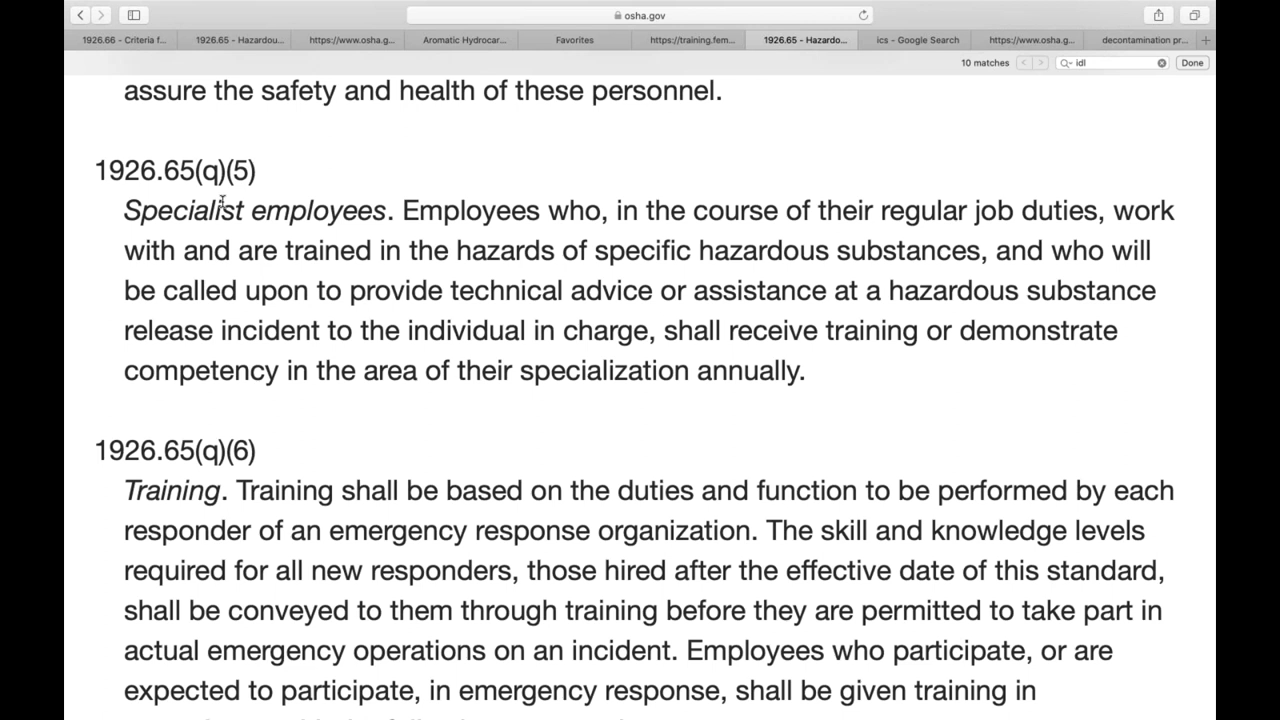 osha.gov
1926.66 - Criteria f...
1926.65 - Hazardou...
https://www.osha.g...
Aromatic Hydrocar...
Favorites
https://training.fem...
1926.65 - Hazardo...
ics - Google Search
https://www.osha.g...
decontamination pr...
10 matches
idl
Done
assure the safety and health of these personnel.
1926.65(q)(5)
Specialist employees. Employees who, in the course of their regular job duties, work
with and are trained in the hazards of specific hazardous substances, and who will
be called upon to provide technical advice or assistance at a hazardous substance
release incident to the individual in charge, shall receive training or demonstrate
competency in the area of their specialization annually.
1926.65(q)(6)
Training. Training shall be based on the duties and function to be performed by each
responder of an emergency response organization. The skill and knowledge levels
required for all new responders, those hired after the effective date of this standard,
shall be conveyed to them through training before they are permitted to take part in
actual emergency operations on an incident. Employees who participate, or are
expected to participate, in emergency response, shall be given training in